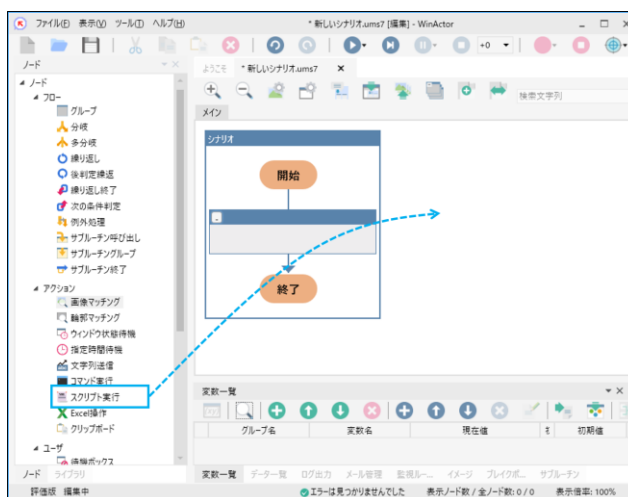 ファイル(F) 表示(V) ツール(T) ヘルプ(H)
* 新しいシナリオ.ums7 [編集] - WinActor
+0
ノード
ようこそ
* 新しいシナリオ.ums7
ノード
フロー
グループ
分岐
多分岐
繰り返し
後判定繰返
繰り返し終了
次の条件判定
例外処理
サブルーチン呼び出し
サブルーチングループ
サブルーチン終了
アクション
画像マッチング
輪郭マッチング
ウィンドウ状態待機
指定時間待機
文字列送信
コマンド実行
スクリプト実行
Excel操作
クリップボード
ユーザ
待機ボックス
ノード ライブラリ
検索文字列
メイン
シナリオ
開始
終了
変数一覧
グループ名 変数名 現在値 初期値
変数一覧 データ一覧 ログ出力 メール管理 監視ルー... イメージ ブレイクポ... サブルーチン
評価版 編集中 エラーは見つかりませんでした 表示ノード数 / 全ノード数: 0 / 0 表示倍率: 100%